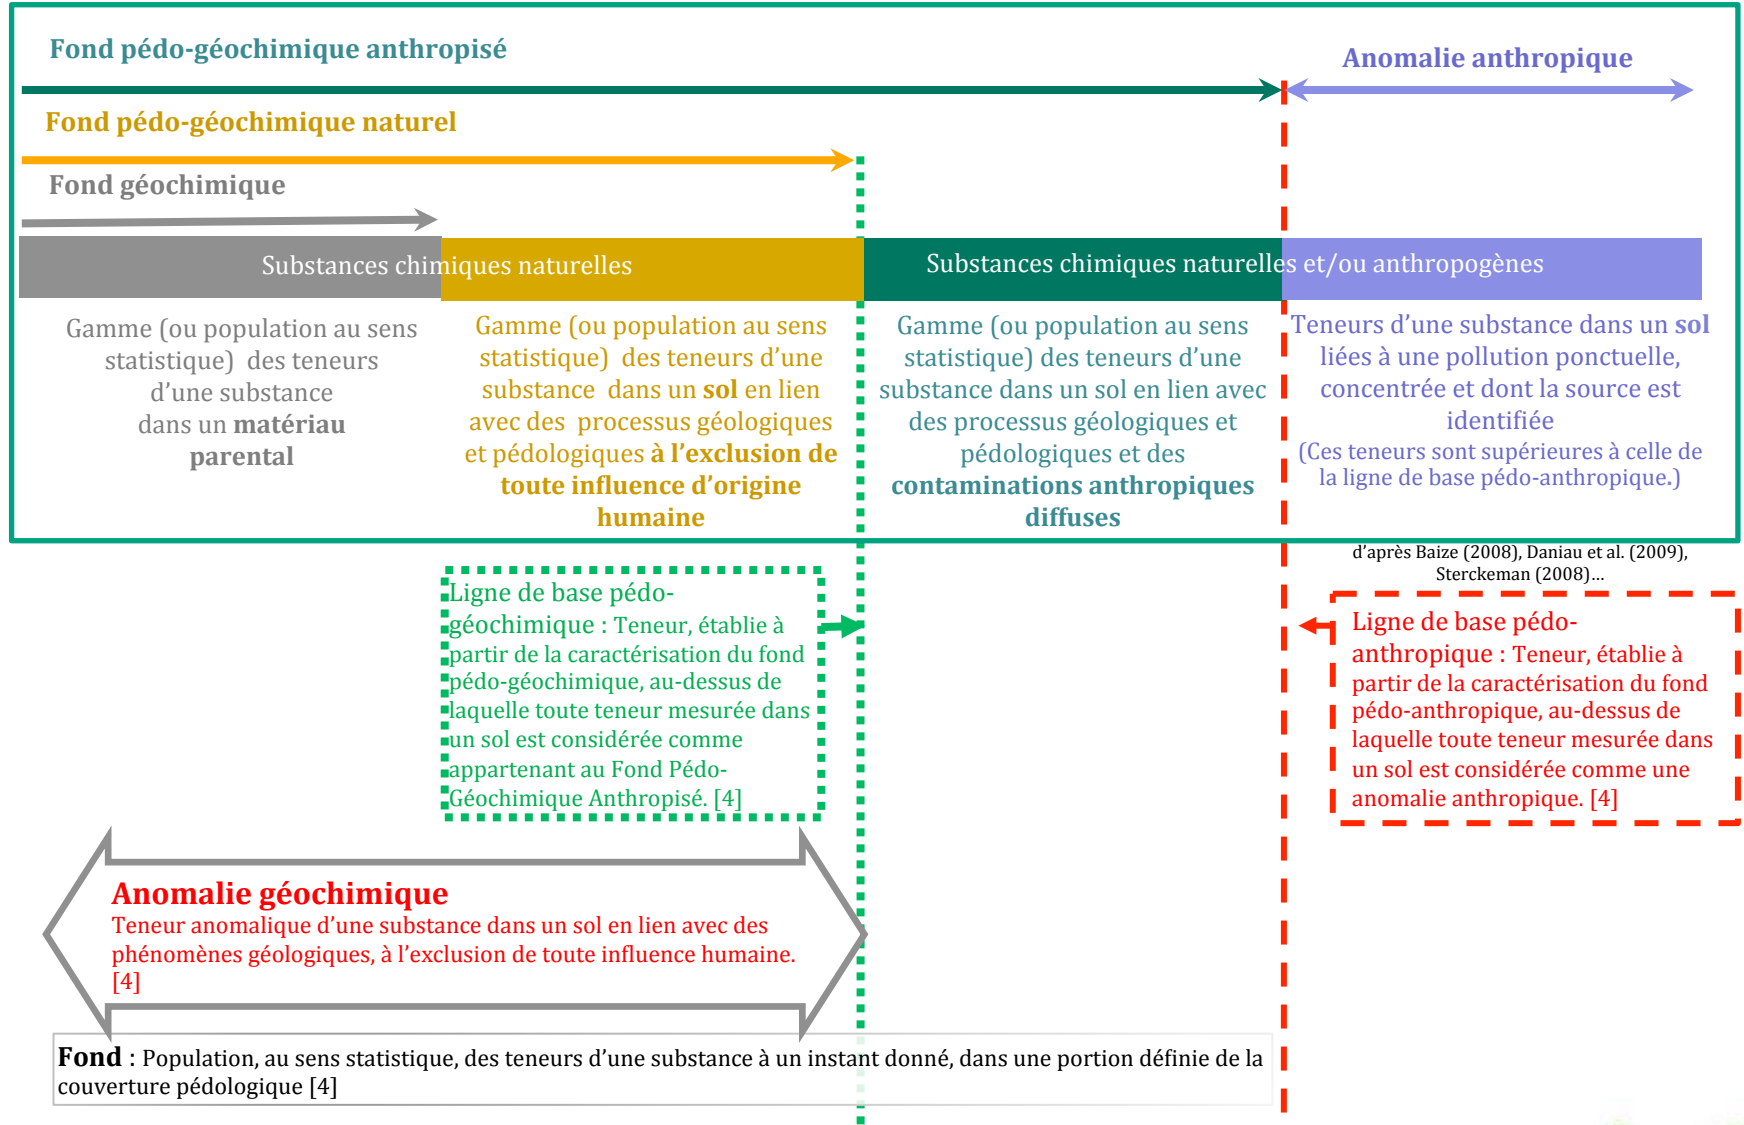 Fond pédo-géochimique anthropisé
Anomalie anthropique
Fond pédo-géochimique naturel
Fond géochimique
Substances chimiques naturelles
Substances chimiques naturelles et/ou anthropogènes
Gamme (ou population au sens
statistique) des teneurs
d'une substance
dans un matériau
parental
Gamme (ou population au sens
statistique) des teneurs d'une
substance dans un sol en lien
avec des processus géologiques
et pédologiques à l'exclusion de
toute influence d'origine
humaine
Gamme (ou population au sens
statistique) des teneurs d'une
substance dans un sol en lien avec
des processus géologiques et
pédologiques et des
contaminations anthropiques
diffuses
Teneurs d'une substance dans un sol
liées à une pollution ponctuelle,
concentrée et dont la source est
identifiée
(Ces teneurs sont supérieures à celle de
la ligne de base pédo-anthropique.)
d'après Baize (2008), Daniau et al. (2009),
Sterckeman (2008)…
Ligne de base pédo-
géochimique : Teneur, établie à
partir de la caractérisation du fond
pédo-géochimique, au-dessus de
laquelle toute teneur mesurée dans
un sol est considérée comme
appartenant au Fond Pédo-
Géochimique Anthropisé. [4]
Ligne de base pédo-
anthropique : Teneur, établie à
partir de la caractérisation du fond
pédo-anthropique, au-dessus de
laquelle toute teneur mesurée dans
un sol est considérée comme une
anomalie anthropique. [4]
Anomalie géochimique
Teneur anomalique d'une substance dans un sol en lien avec des
phénomènes géologiques, à l'exclusion de toute influence humaine.
[4]
Fond : Population, au sens statistique, des teneurs d'une substance à un instant donné, dans une portion définie de la
couverture pédologique [4]